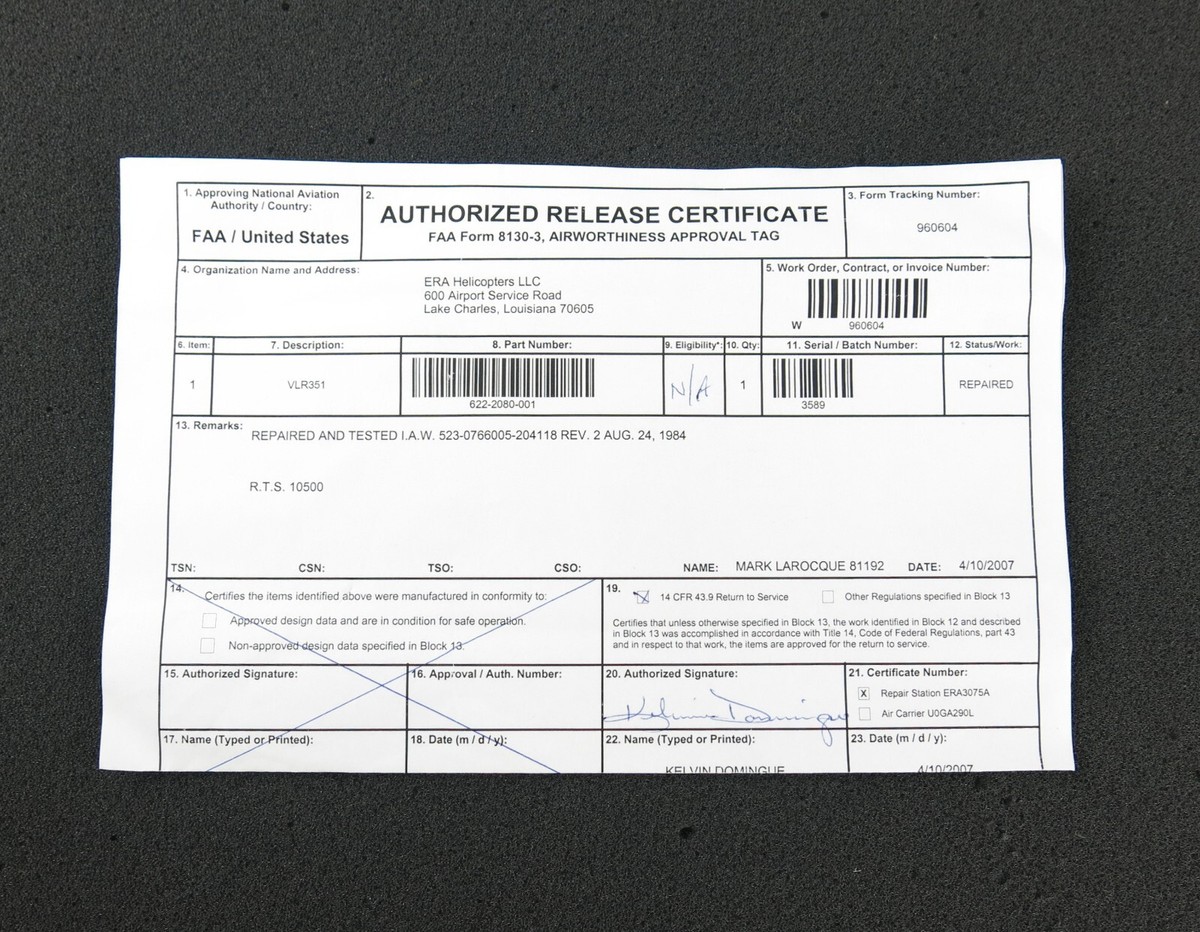 1. Approving National Aviation
Authority / Country:
FAA / United States
2.
AUTHORIZED RELEASE CERTIFICATE
FAA Form 8130-3, AIRWORTHINESS APPROVAL TAG
3. Form Tracking Number:
960604
4. Organization Name and Address:
ERA Helicopters LLC
600 Airport Service Road
Lake Charles, Louisiana 70605
5. Work Order, Contract, or Invoice Number:
W 960604
6. Item: 7. Description: 8. Part Number: 9. Eligibility*: 10. Qty: 11. Serial / Batch Number: 12. Status/Work:
1 VLR351 622-2080-001 N/A 1 3589 REPAIRED
13. Remarks:
REPAIRED AND TESTED I.A.W. 523-0766005-204118 REV. 2 AUG. 24, 1984
R.T.S. 10500
TSN: CSN: TSO: CSO: NAME: MARK LAROCQUE 81192 DATE: 4/10/2007
14.
Certifies the items identified above were manufactured in conformity to:
Approved design data and are in condition for safe operation.
Non-approved design data specified in Block 13.
19.
14 CFR 43.9 Return to Service Other Regulations specified in Block 13
Certifies that unless otherwise specified in Block 13, the work identified in Block 12 and described
in Block 13 was accomplished in accordance with Title 14, Code of Federal Regulations, part 43
and in respect to that work, the items are approved for the return to service.
15. Authorized Signature:
16. Approval / Auth. Number:
20. Authorized Signature:
Kelvin Domingue
21. Certificate Number:
X Repair Station ERA3075A
Air Carrier U0GA290L
17. Name (Typed or Printed):
18. Date (m / d / y):
22. Name (Typed or Printed):
KELVIN DOMINGUE
23. Date (m / d / y):
4/10/2007